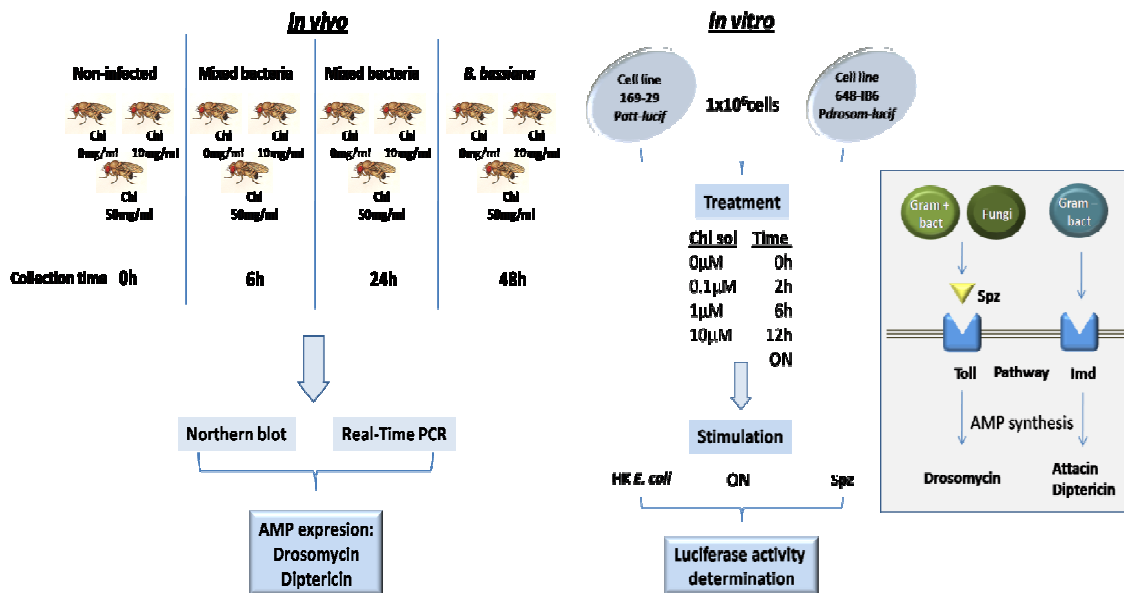 In vivo
Non-infected
Mixed bacteria
Mixed bacteria
B. bassiana
Chl
0mg/ml
Chl
10mg/ml
Chl
50mg/ml
Chl
0mg/ml
Chl
10mg/ml
Chl
50mg/ml
Chl
0mg/ml
Chl
10mg/ml
Chl
50mg/ml
Chl
0mg/ml
Chl
10mg/ml
Chl
50mg/ml
Collection time 0h
6h
24h
48h
Northern blot
Real-Time PCR
AMP expresion:
Drosomycin
Diptericin
In vitro
Cell line
169-29
Patt-lucif
1x10⁶cells
Cell line
648-IB6
Pdrosom-lucif
Treatment
Chl sol Time
0µM 0h
0.1µM 2h
1µM 6h
10µM 12h
ON
Stimulation
HK E. coli ON Spz
Luciferase activity
determination
Gram +
bact
Fungi
Gram –
bact
Spz
Toll Pathway Imd
AMP synthesis
Drosomycin
Attacin
Diptericin